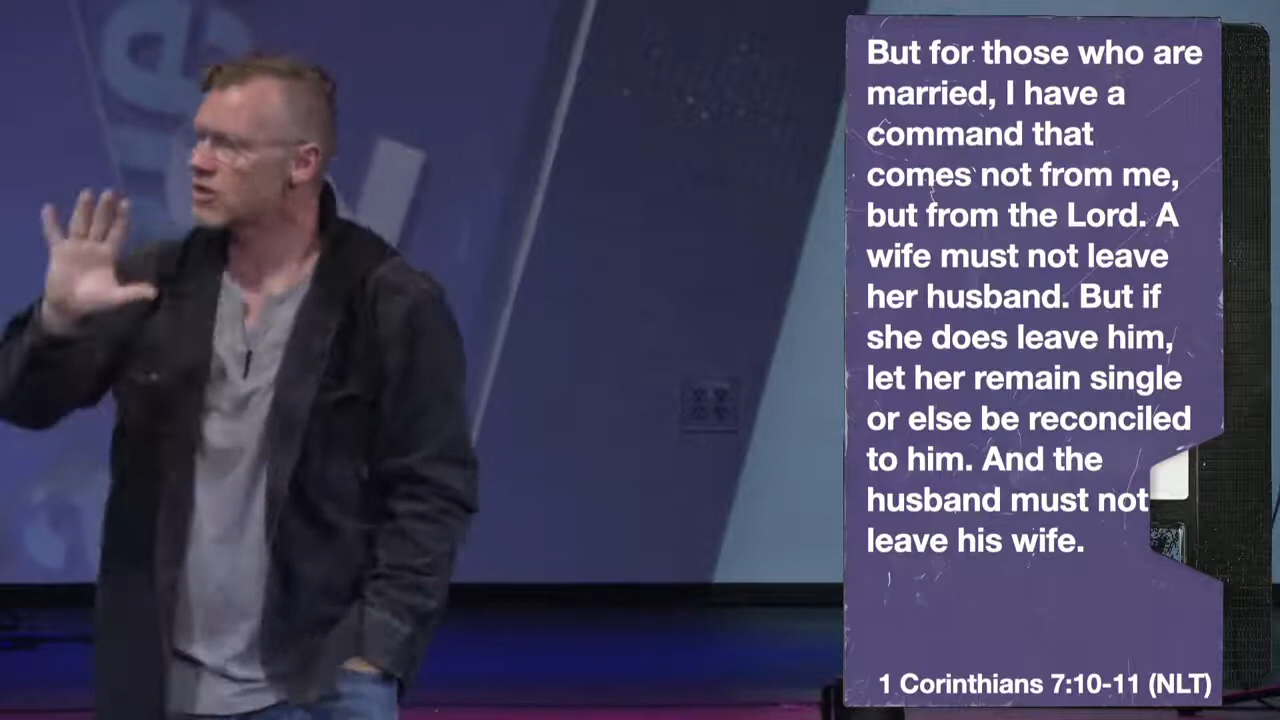 But for those who are
married, I have a
command that
comes not from me,
but from the Lord. A
wife must not leave
her husband. But if
she does leave him,
let her remain single
or else be reconciled
to him. And the
husband must not
leave his wife.
1 Corinthians 7:10-11 (NLT)